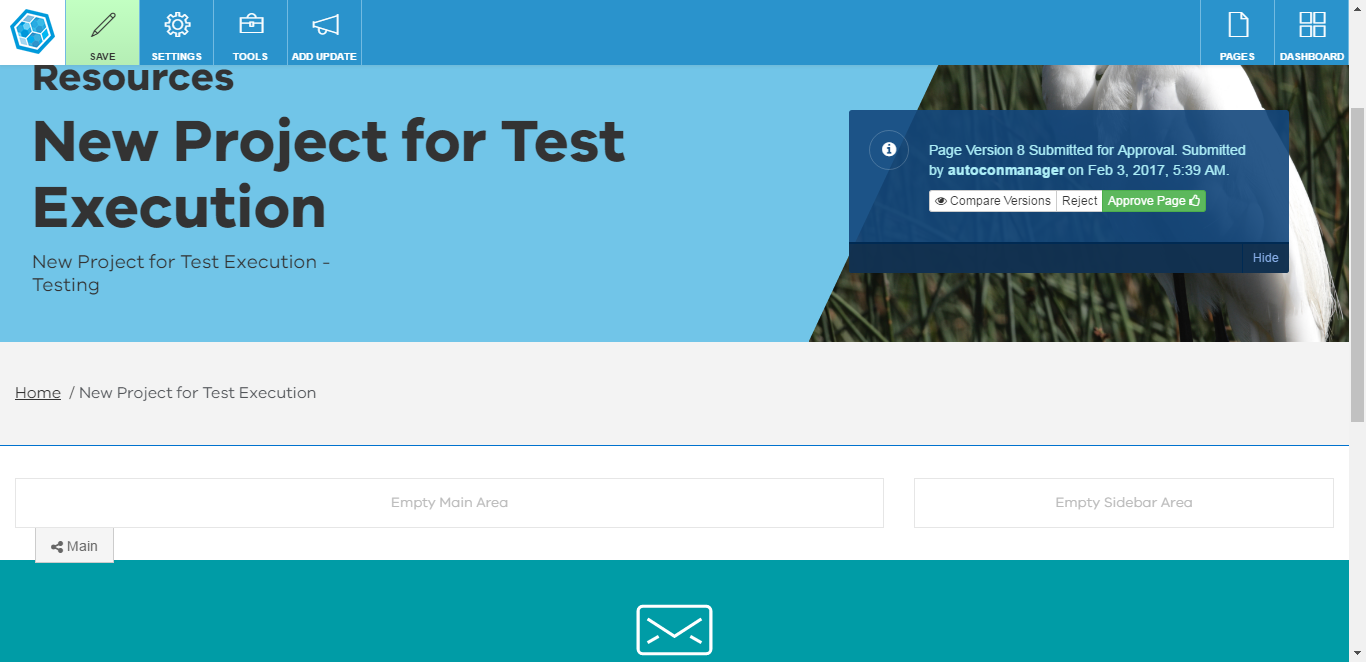 SAVE
SETTINGS
TOOLS
ADD UPDATE
PAGES
DASHBOARD
Resources
New Project for Test
Execution
New Project for Test Execution -
Testing
Page Version 8 Submitted for Approval. Submitted
by autoconmanager on Feb 3, 2017, 5:39 AM.
Compare Versions
Reject
Approve Page
Hide
Home / New Project for Test Execution
Empty Main Area
Empty Sidebar Area
Main